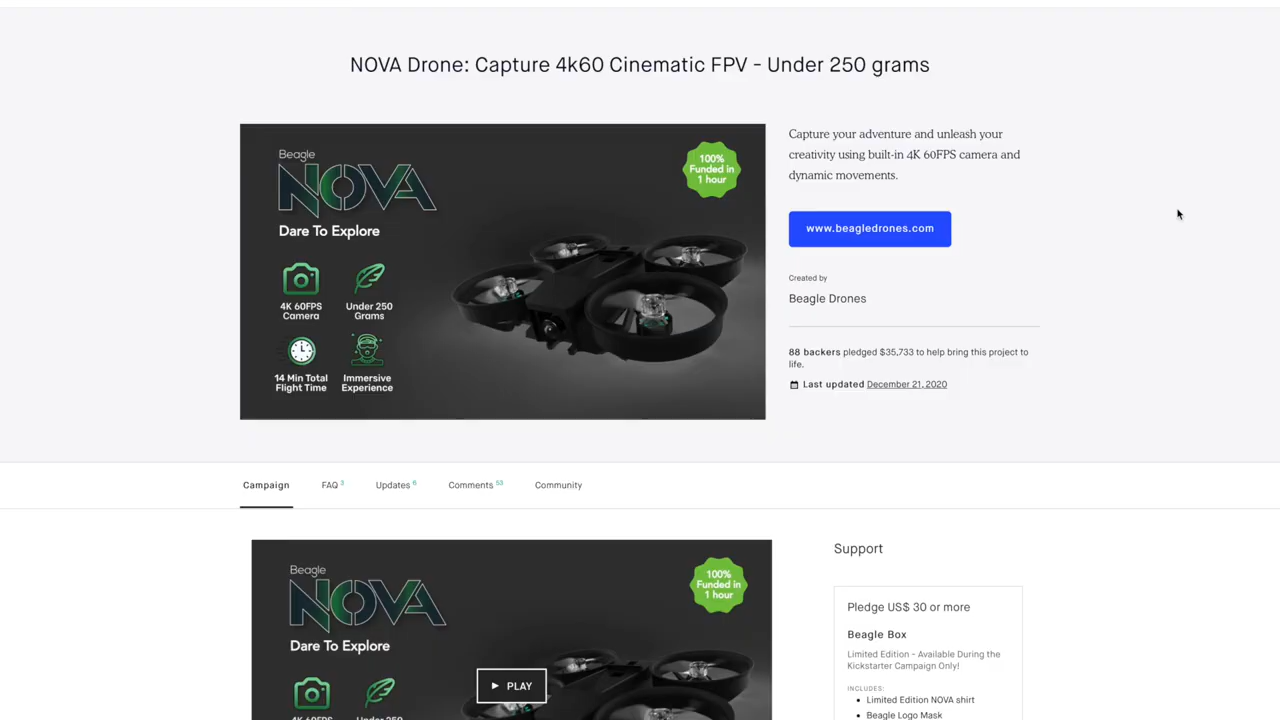 NOVA Drone: Capture 4k60 Cinematic FPV - Under 250 grams
Beagle
NOVA
Dare To Explore
100%
Funded in
1 hour
4K 60FPS
Camera
Under 250
Grams
14 Min Total
Flight Time
Immersive
Experience
Capture your adventure and unleash your
creativity using built-in 4K 60FPS camera and
dynamic movements.
www.beagledrones.com
Created by
Beagle Drones
88 backers pledged $35,733 to help bring this project to
life.
Last updated December 21, 2020
Campaign FAQ 3 Updates 6 Comments 53 Community
Beagle
NOVA
Dare To Explore
100%
Funded in
1 hour
PLAY
4K 60FPS
Under 250
Support
Pledge US$ 30 or more
Beagle Box
Limited Edition - Available During the
Kickstarter Campaign Only!
INCLUDES:
• Limited Edition NOVA shirt
• Beagle Logo Mask